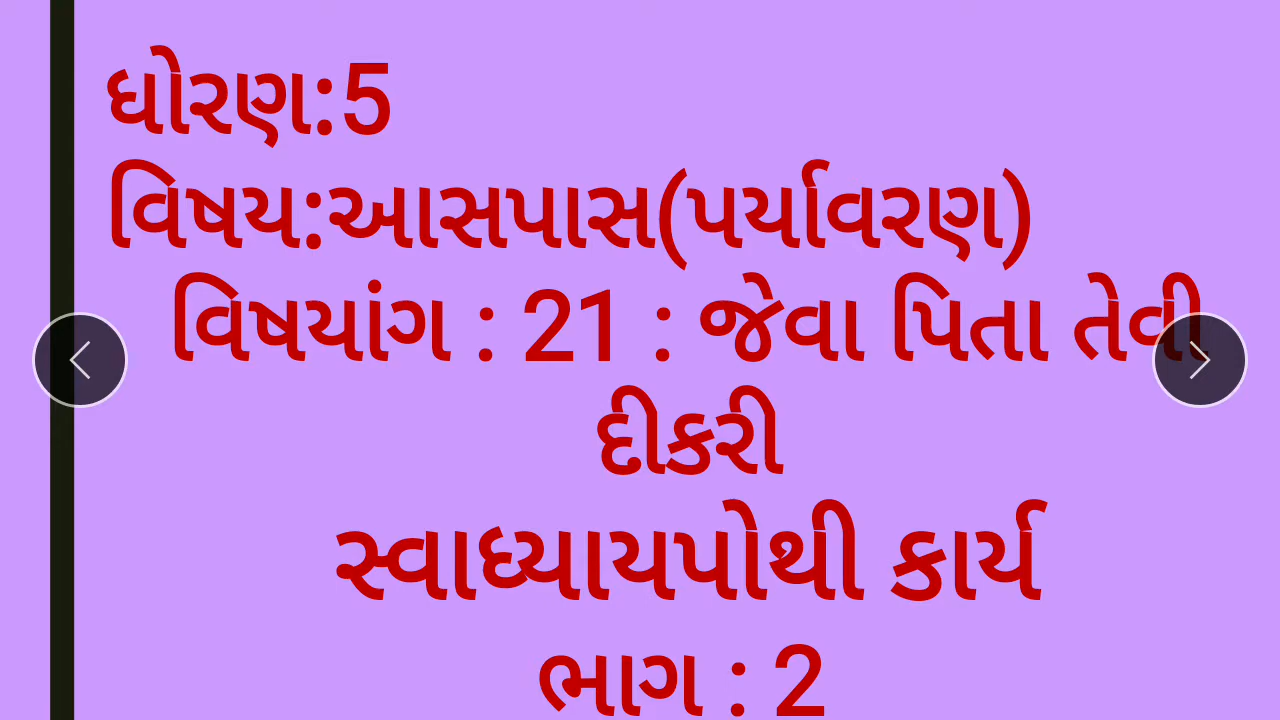 ધોરણ:5
વિષય:આસપાસ(પર્યાવરણ)
વિષયાંગ : 21 : જેવા પિતા તેવી
દીકરી
સ્વાધ્યાયપોથી કાર્ય
ભાગ : 2